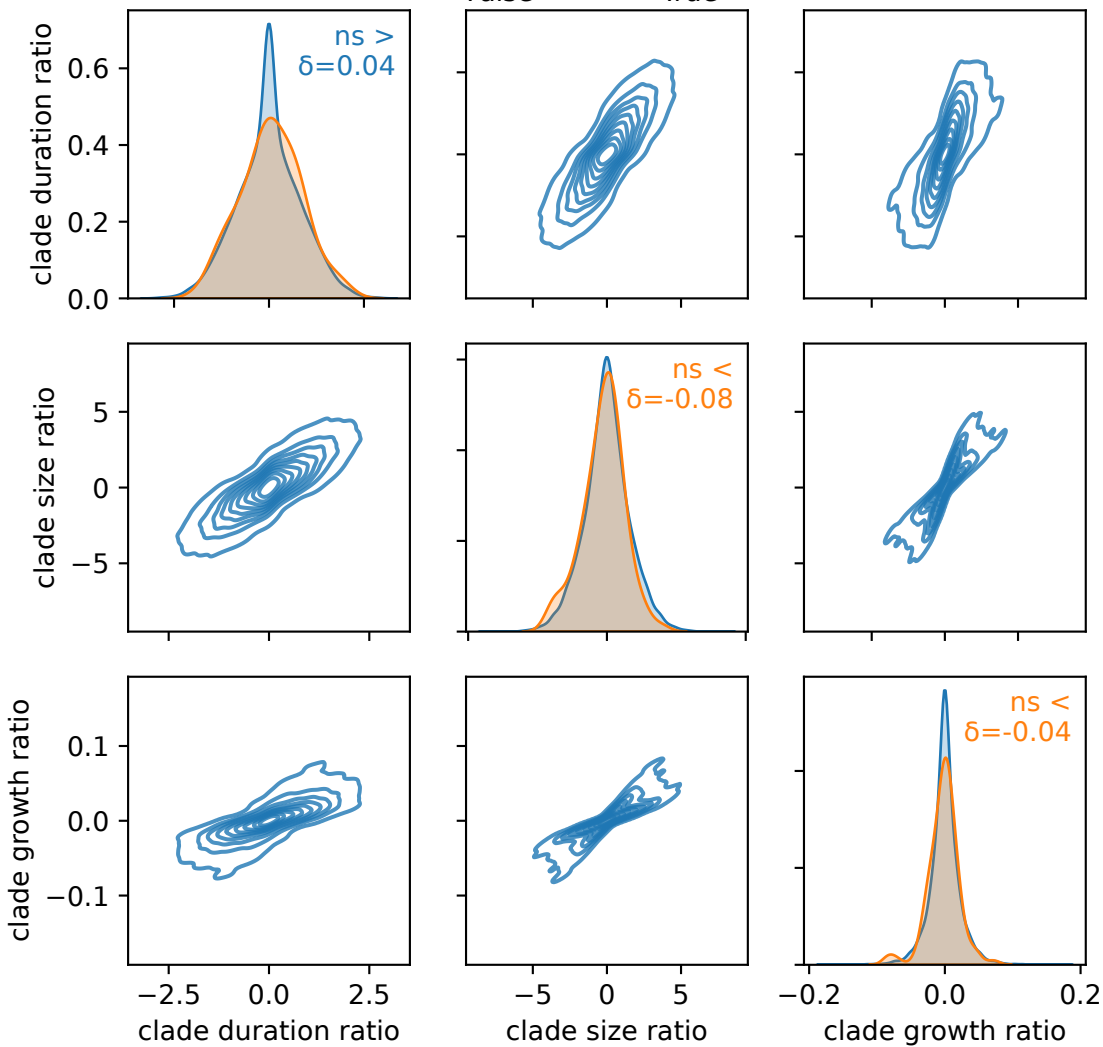 clade duration ratio
0.6
0.4
0.2
0.0
ns >
δ=0.04
clade size ratio
5
0
−5
ns <
δ=-0.08
clade growth ratio
0.1
0.0
−0.1
ns <
δ=-0.04
−2.5 0.0 2.5
−5 0 5
−0.2 0.0 0.2
clade duration ratio
clade size ratio
clade growth ratio